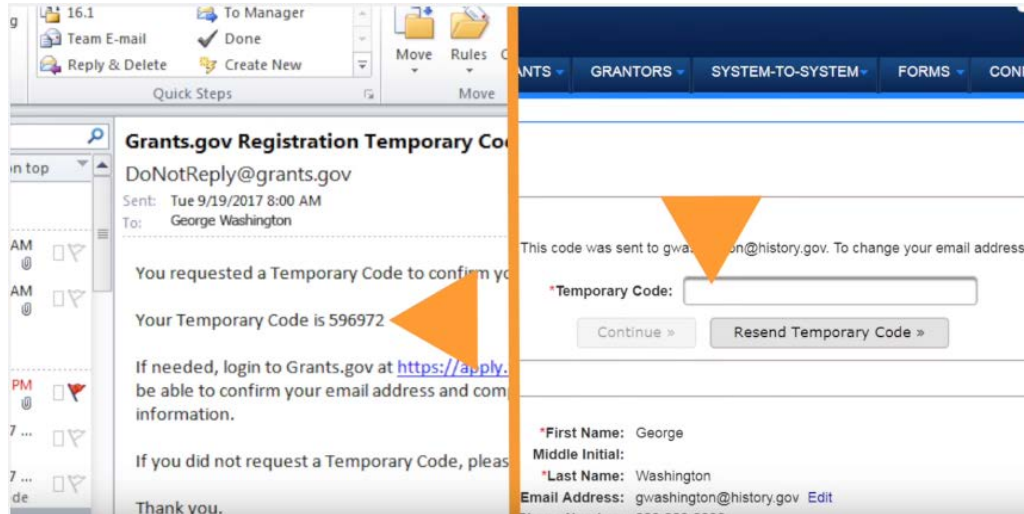 16.1
To Manager
Team E-mail
Done
Reply & Delete
Create New
Quick Steps
Move
Rules
Move
on top
AM
AM
PM
7 ...
7 ...
de
Grants.gov Registration Temporary
DoNotReply@grants.gov
Sent: Tue 9/19/2017 8:00 AM
To: George Washington
You requested a Temporary Code to confirm
Your Temporary Code is 596972
If needed, login to Grants.gov at https://apply.
be able to confirm your email address and
information.
If you did not request a Temporary Code,
Thank you.
GRANTORS
SYSTEM-TO-SYSTEM
FORMS
This code was sent to on@history.gov. To change your email address
*Temporary Code:
Continue »
Resend Temporary Code »
*First Name: George
Middle Initial:
*Last Name: Washington
Email Address: gwashington@history.gov Edit